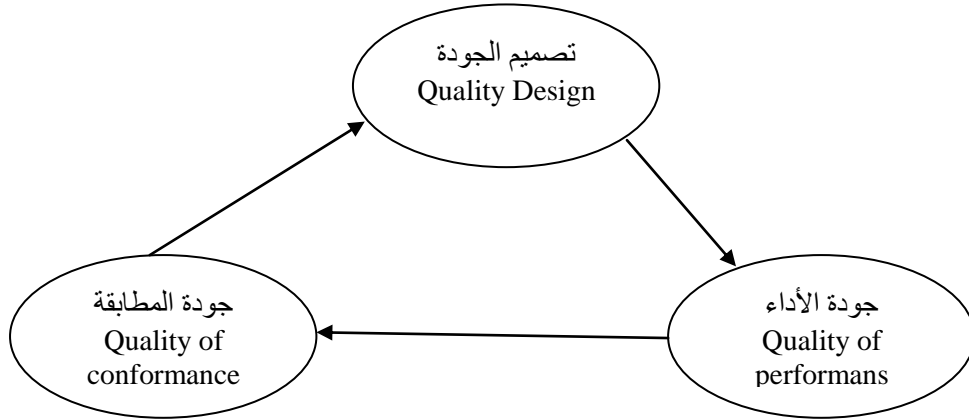 تصميم الجودة
Quality Design
جودة المطابقة
Quality of
conformance
جودة الأداء
Quality of
performans